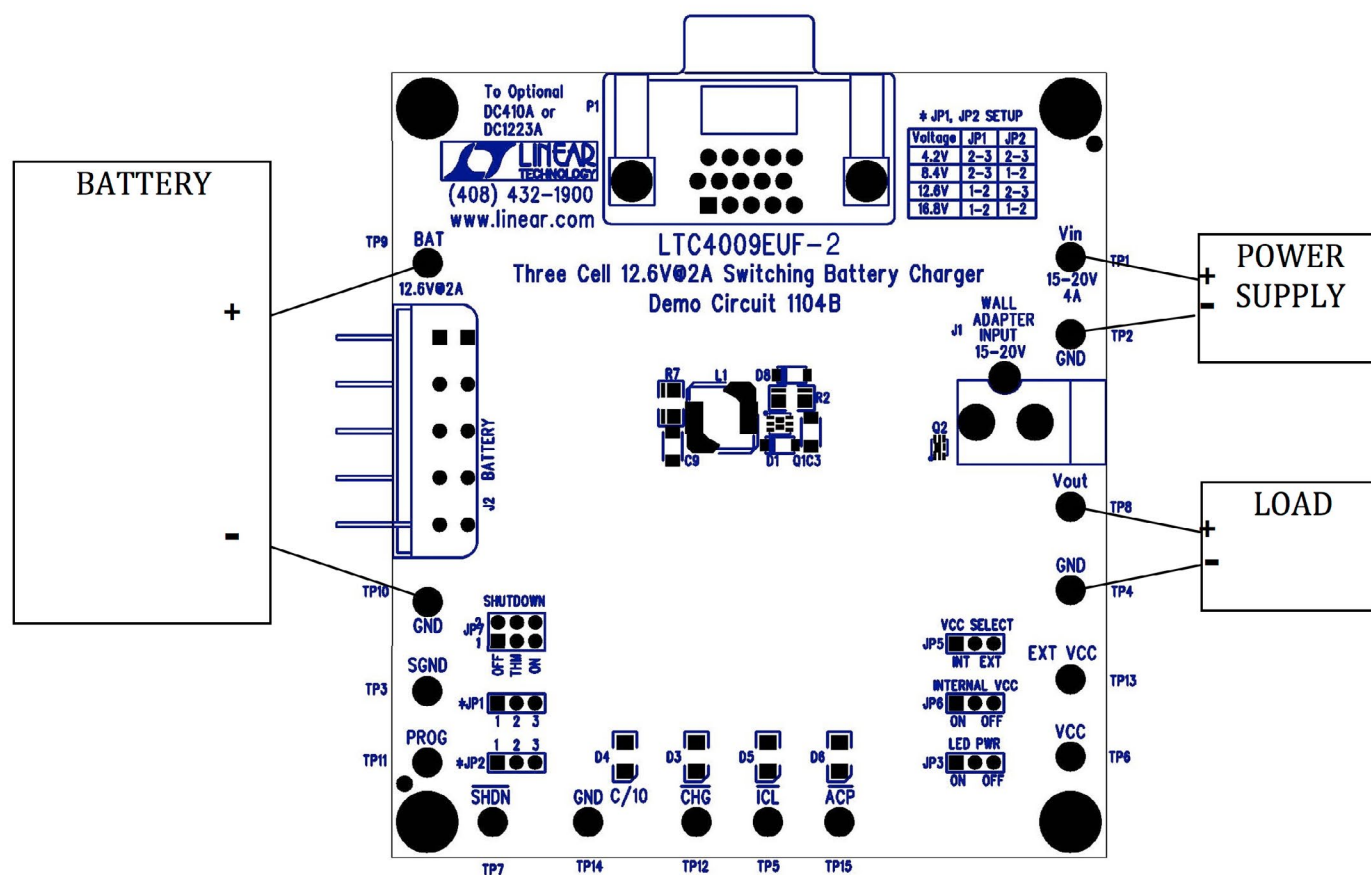 To Optional
DC410A or
DC1223A
P1
LINEAR
TECHNOLOGY
(408) 432-1900
www.linear.com
* JP1, JP2 SETUP
Voltage JP1 JP2
4.2V 2-3 2-3
8.4V 2-3 1-2
12.6V 1-2 2-3
16.8V 1-2 1-2
BATTERY
+
-
TP9
BAT
12.6V@2A
LTC4009EUF-2
Three Cell 12.6V@2A Switching Battery Charger
Demo Circuit 1104B
Vin
TP1
15-20V
4A
POWER
SUPPLY
+
-
WALL
ADAPTER
INPUT
15-20V
J1
TP2
GND
R7
L1
D8
R2
C9
D1
Q1
C3
Q2
J2 BATTERY
Vout
TP8
GND
TP4
LOAD
+
-
TP10
GND
SHUTDOWN
JP7
2
1
OFF
THM
ON
SGND
TP3
*JP1
1 2 3
PROG
TP11
1 2 3
*JP2
VCC SELECT
JP5
INT EXT
EXT VCC
TP13
INTERNAL VCC
JP6
ON OFF
VCC
TP6
LED PWR
JP3
ON OFF
D4
D3
D5
D6
SHDN
GND
C/10
CHG
ICL
ACP
TP7
TP14
TP12
TP5
TP15